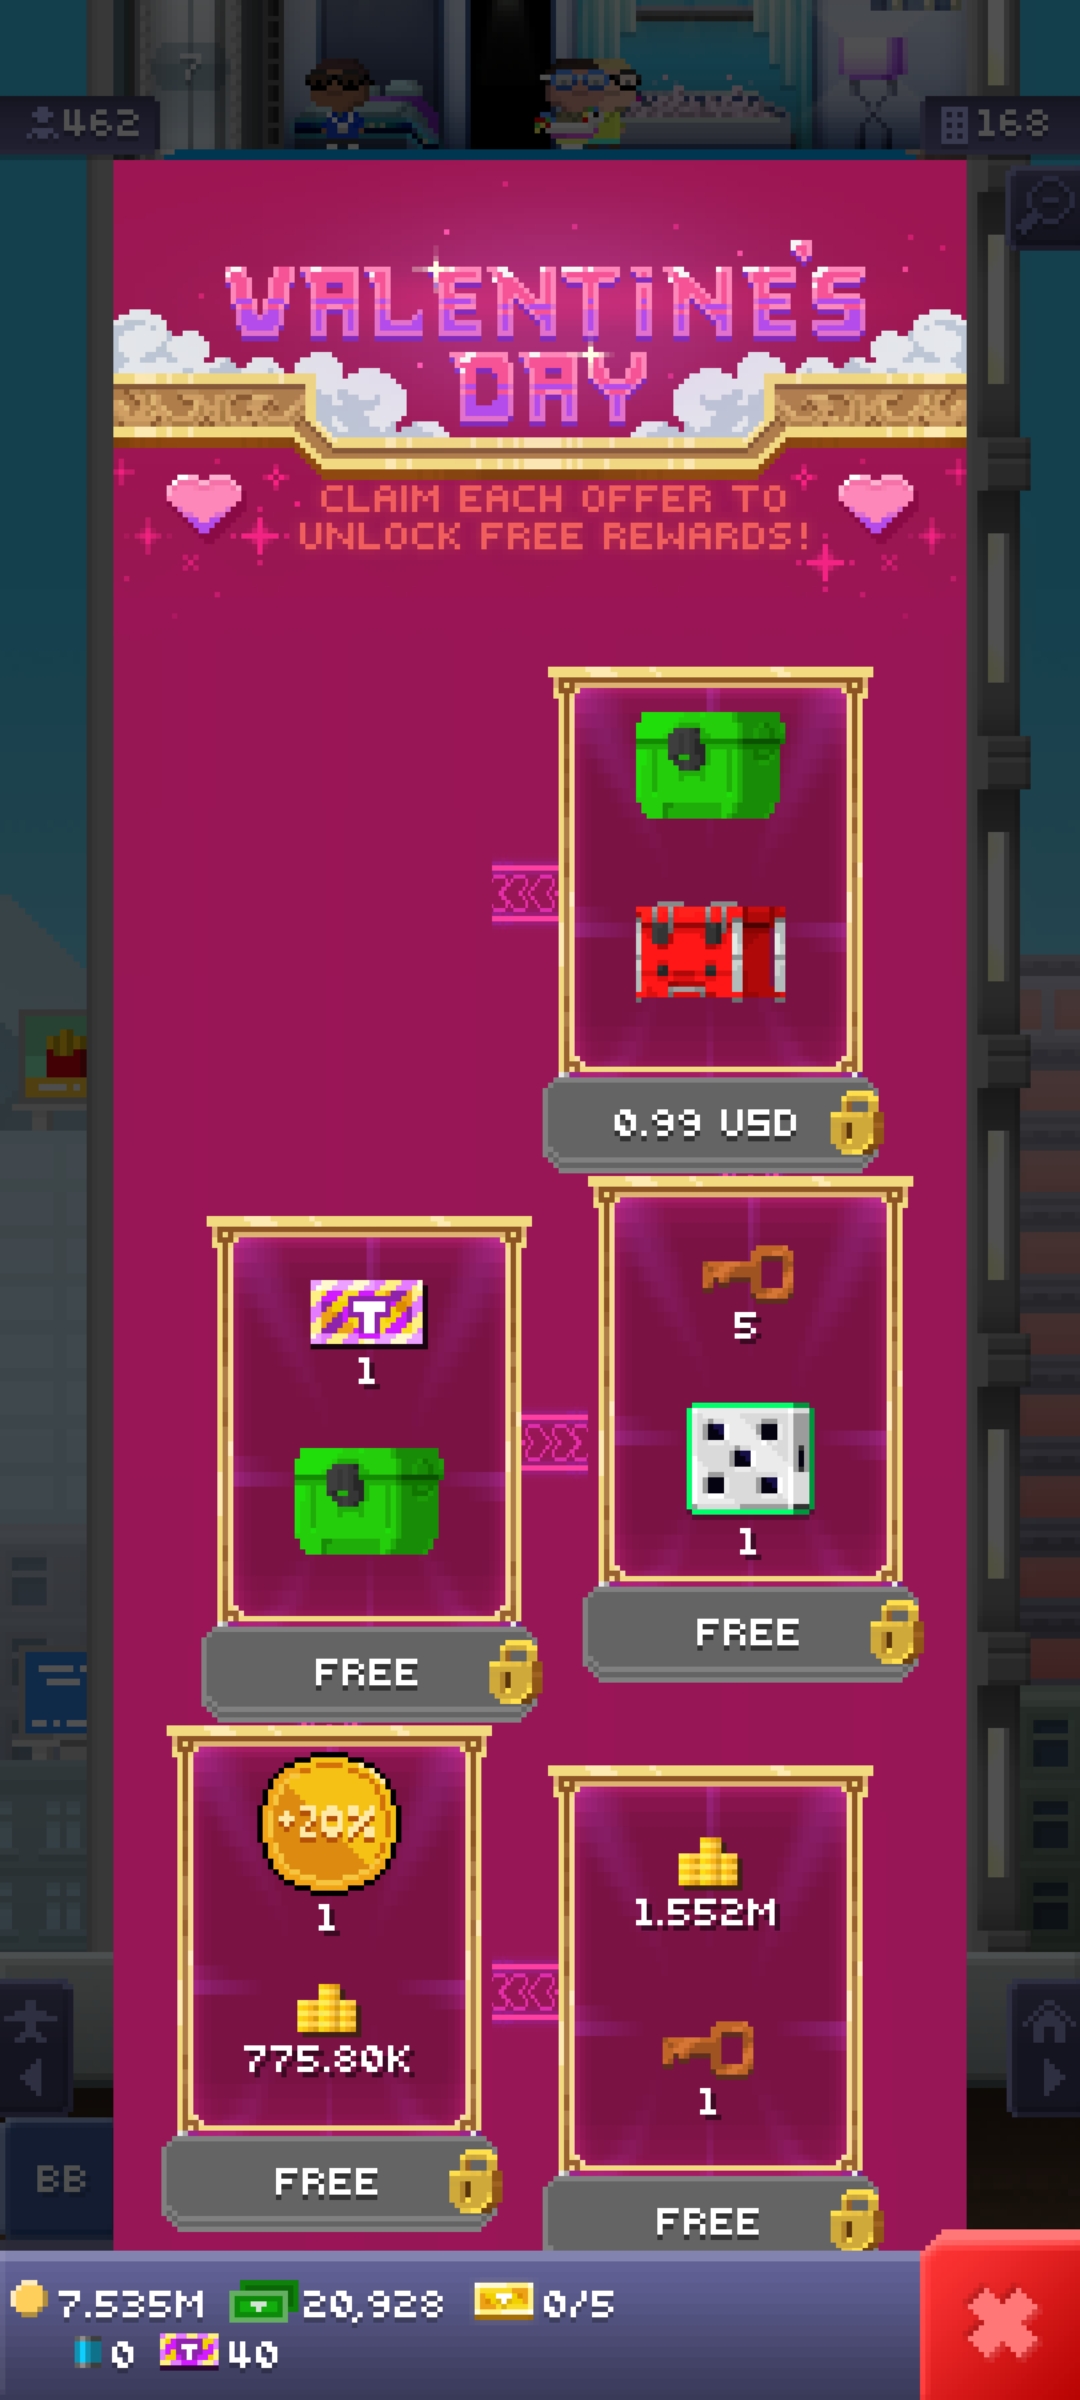 ?
462
168
VALENTINE'S
DAY
CLAIM EACH OFFER TO
UNLOCK FREE REWARDS!
0.99 USD
T
1
5
1
FREE
FREE
+20%
1
775.80K
1.552M
1
FREE
FREE
BB
7.535M 20,928 0/5
0 T 40